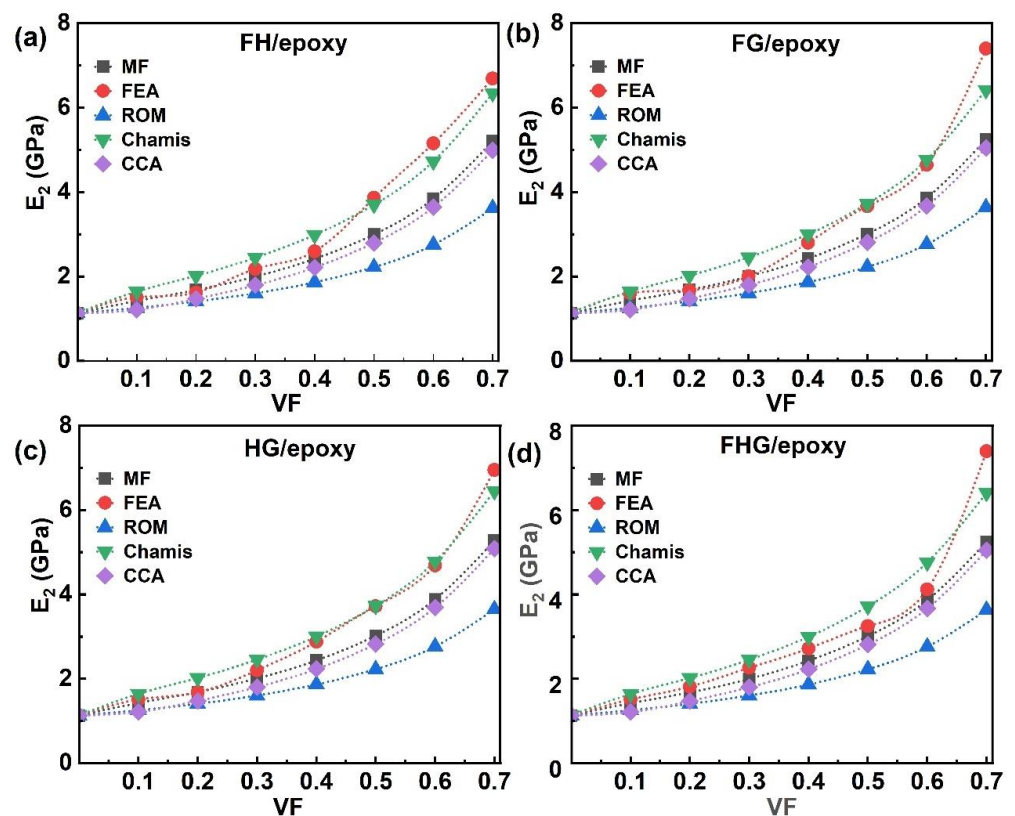 (a)
FH/epoxy
MF
FEA
ROM
Chamis
CCA
E2 (GPa)
8
6
4
2
0
0.1 0.2 0.3 0.4 0.5 0.6 0.7
VF
(b)
FG/epoxy
MF
FEA
ROM
Chamis
CCA
E2 (GPa)
8
6
4
2
0
0.1 0.2 0.3 0.4 0.5 0.6 0.7
VF
(c)
HG/epoxy
MF
FEA
ROM
Chamis
CCA
E2 (GPa)
8
6
4
2
0
0.1 0.2 0.3 0.4 0.5 0.6 0.7
VF
(d)
FHG/epoxy
MF
FEA
ROM
Chamis
CCA
E2 (GPa)
8
6
4
2
0
0.1 0.2 0.3 0.4 0.5 0.6 0.7
VF